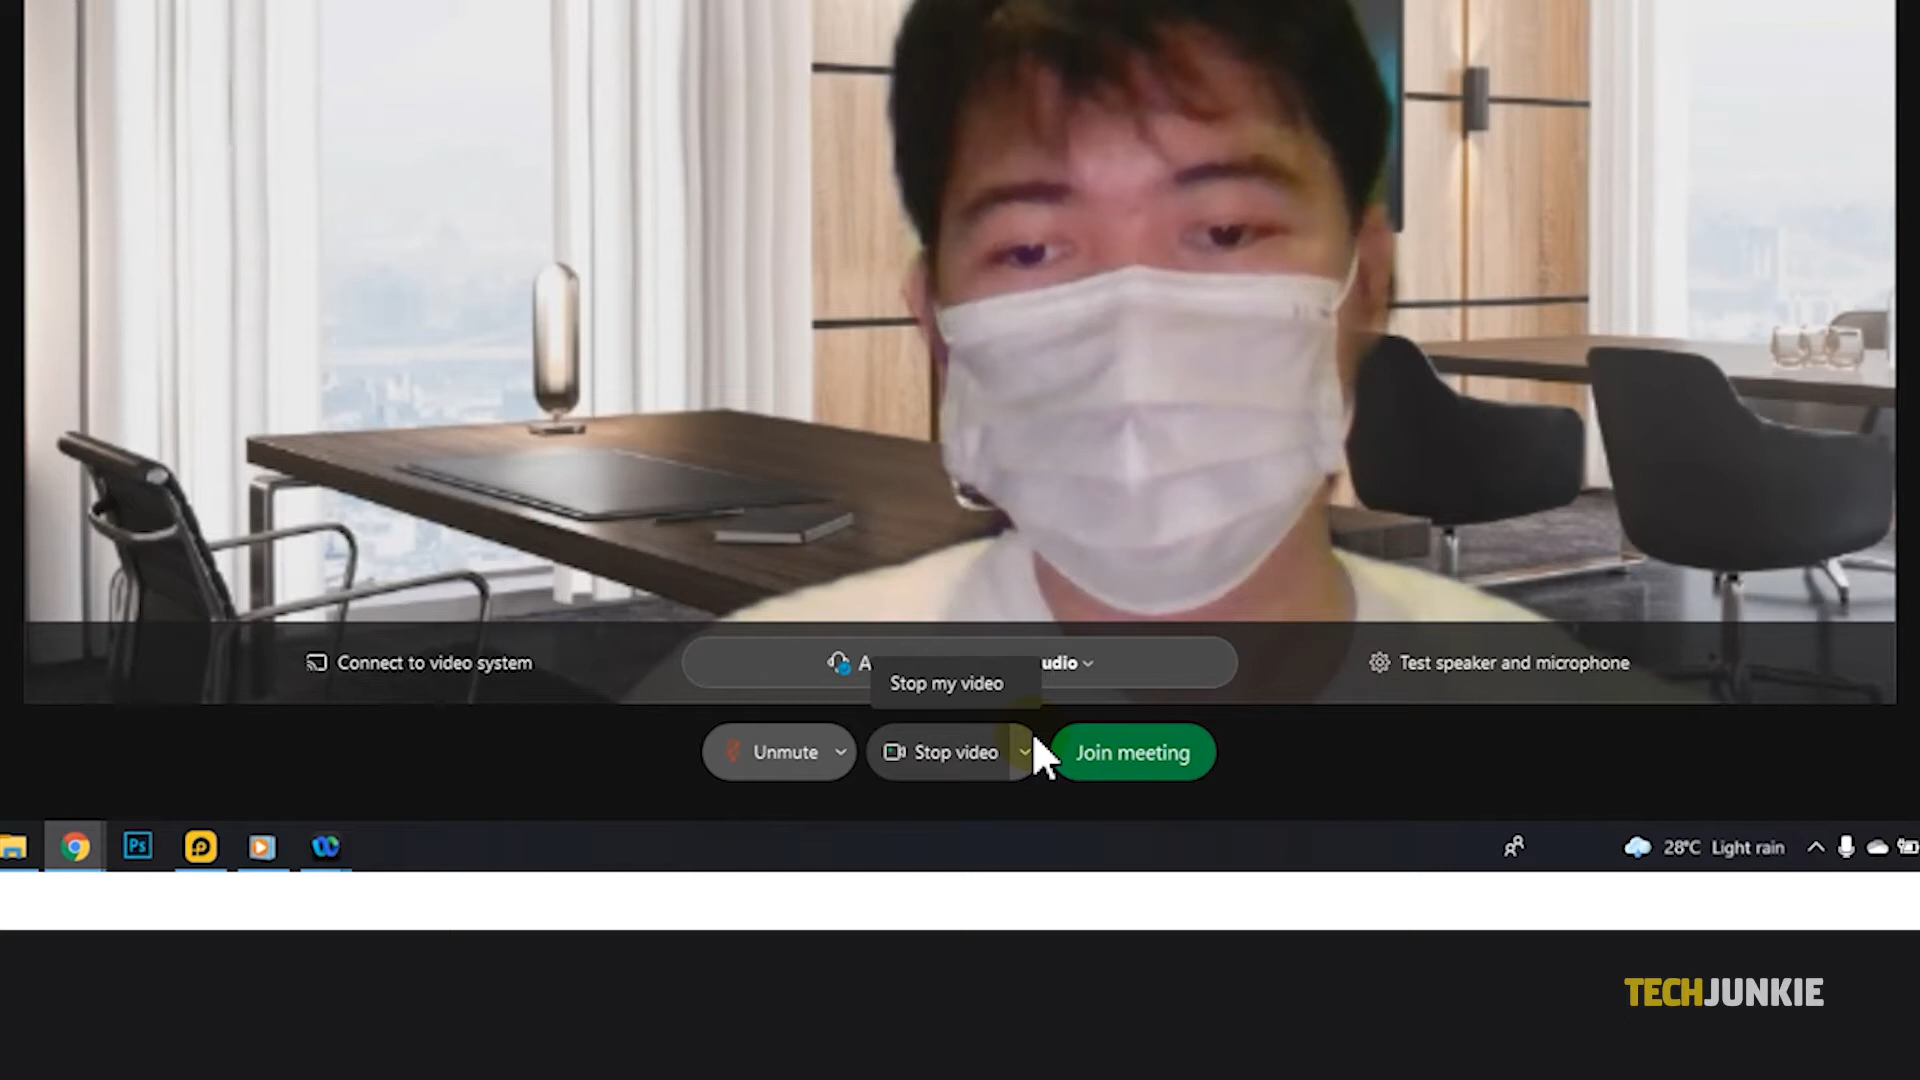 Connect to video system
A
udio
Test speaker and microphone
Stop my video
Unmute
Stop video
Join meeting
Ps
28°C Light rain
TECHJUNKIE